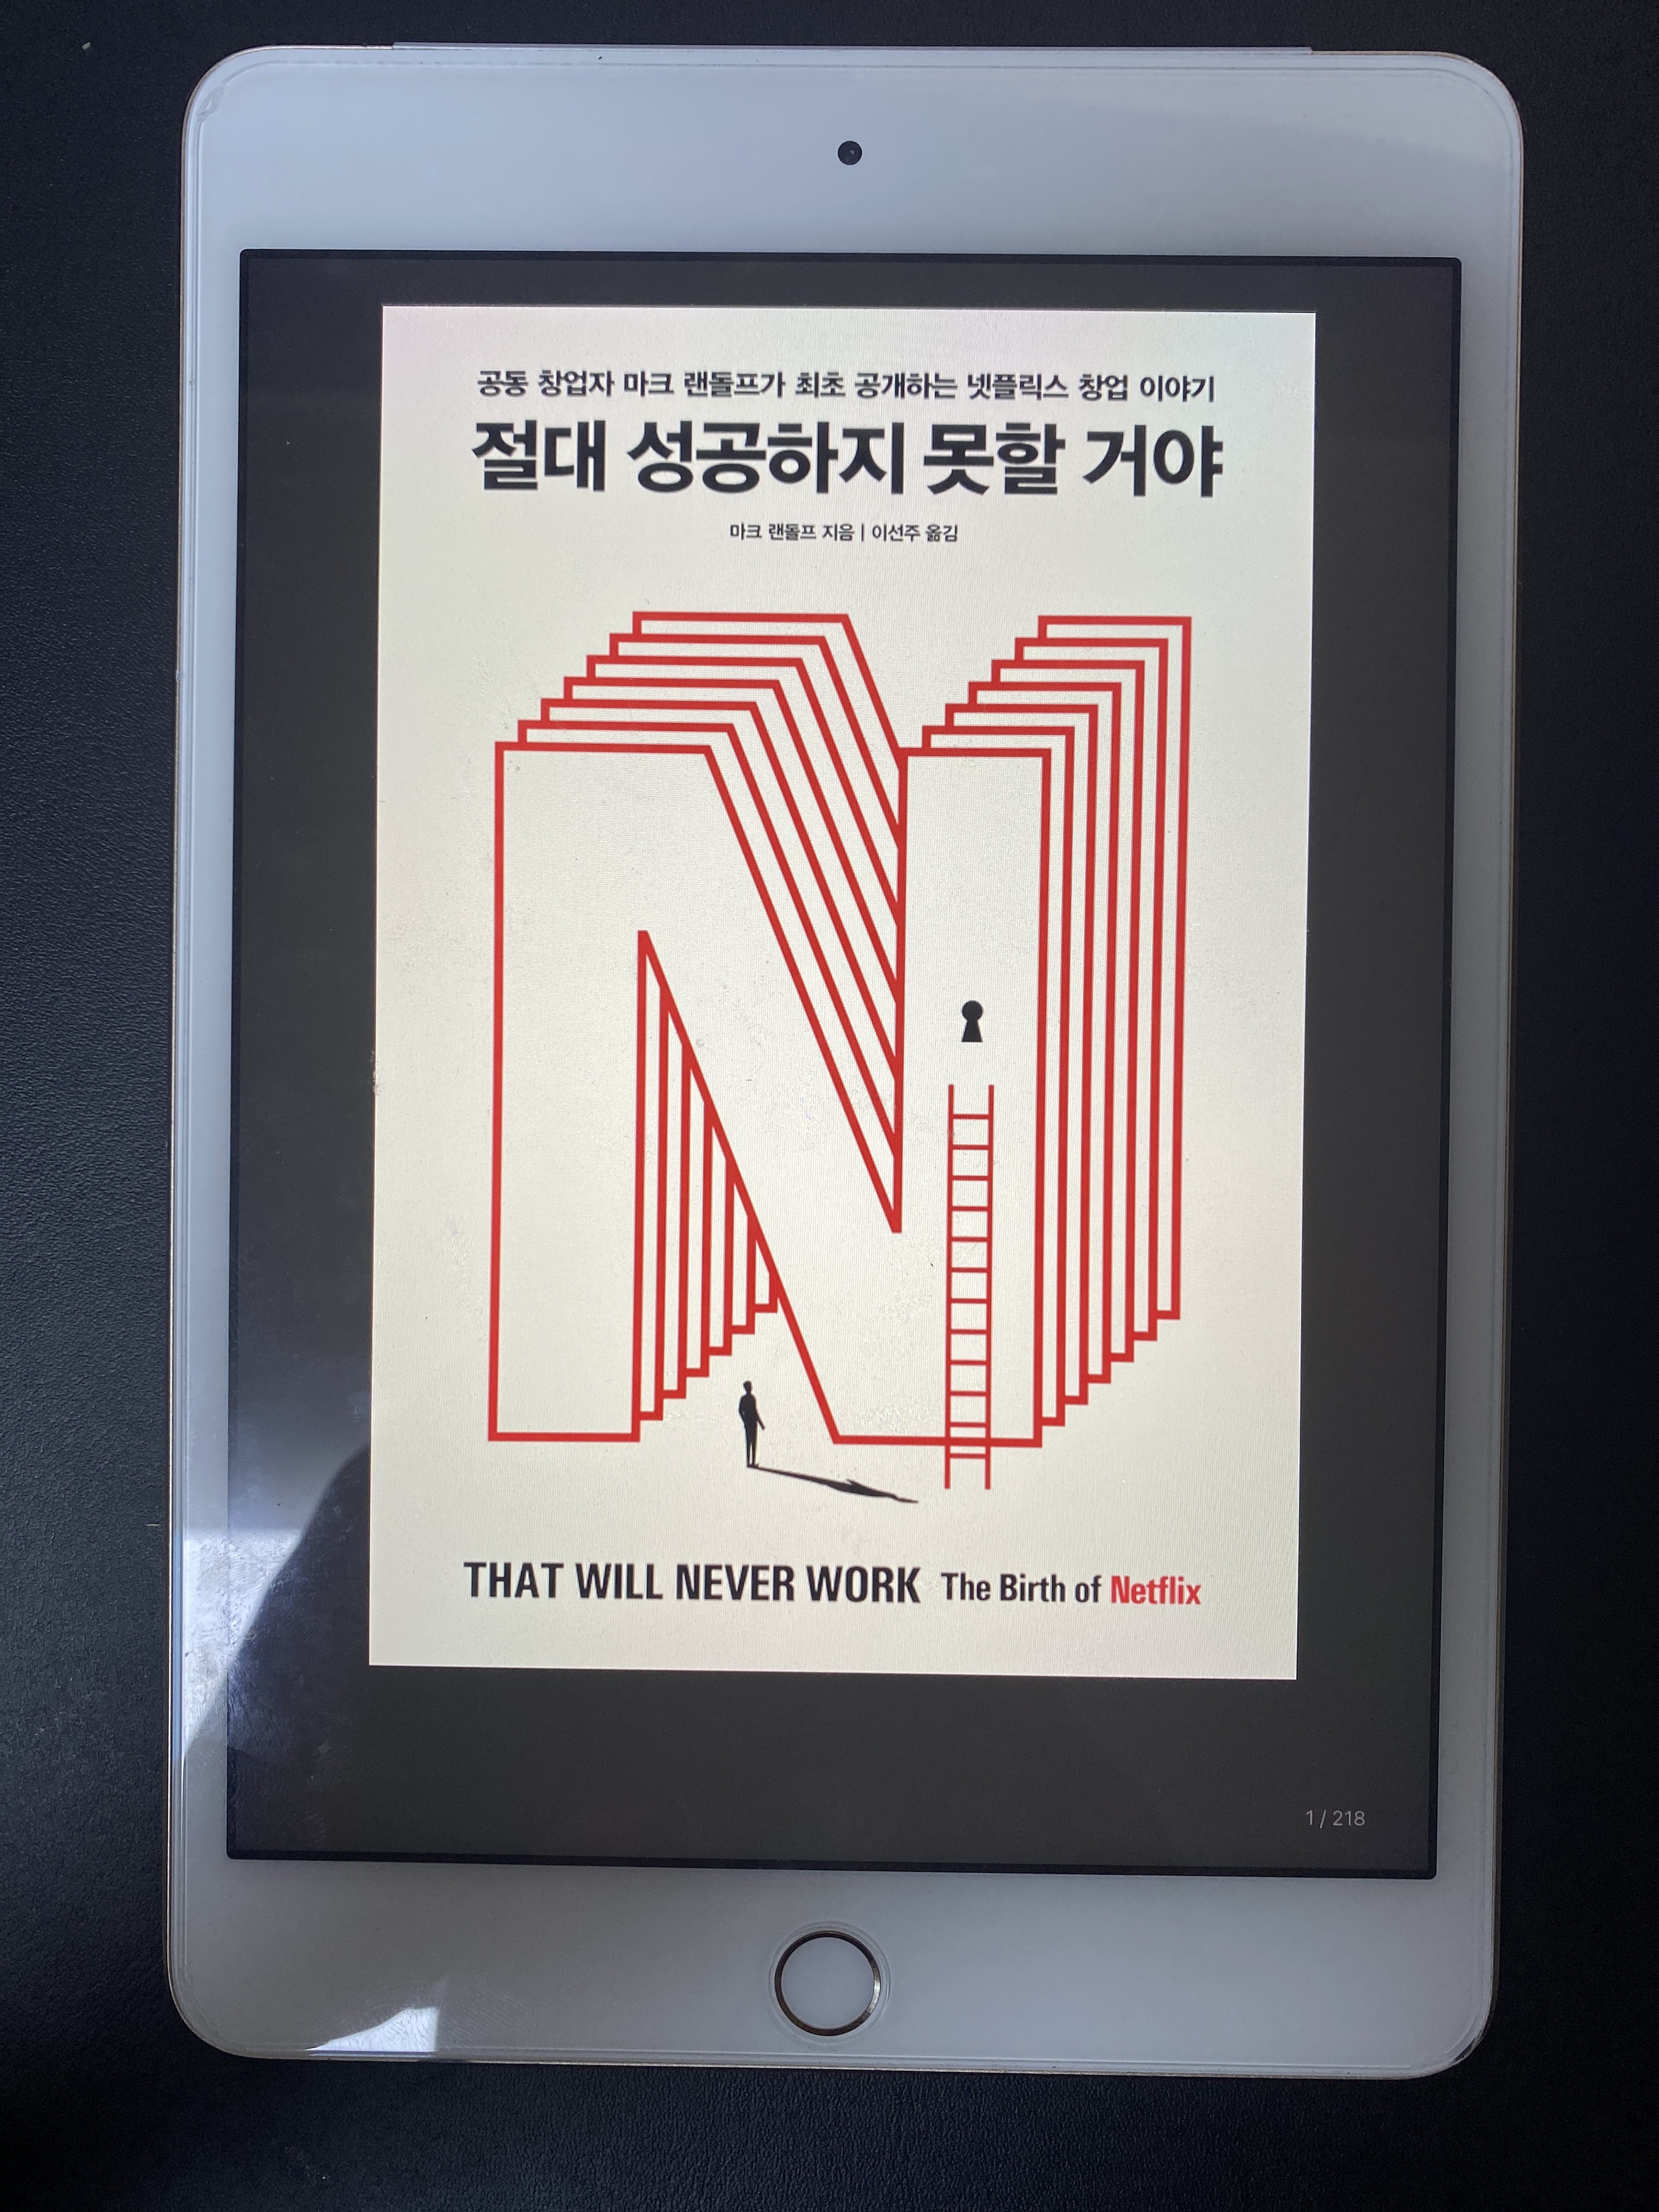 공동 창업자 마크 랜돌프가 최초 공개하는 넷플릭스 창업 이야기
절대 성공하지 못할 거야
마크 랜돌프 지음 | 이선주 옮김
N
THAT WILL NEVER WORK The Birth of Netflix
1 / 218